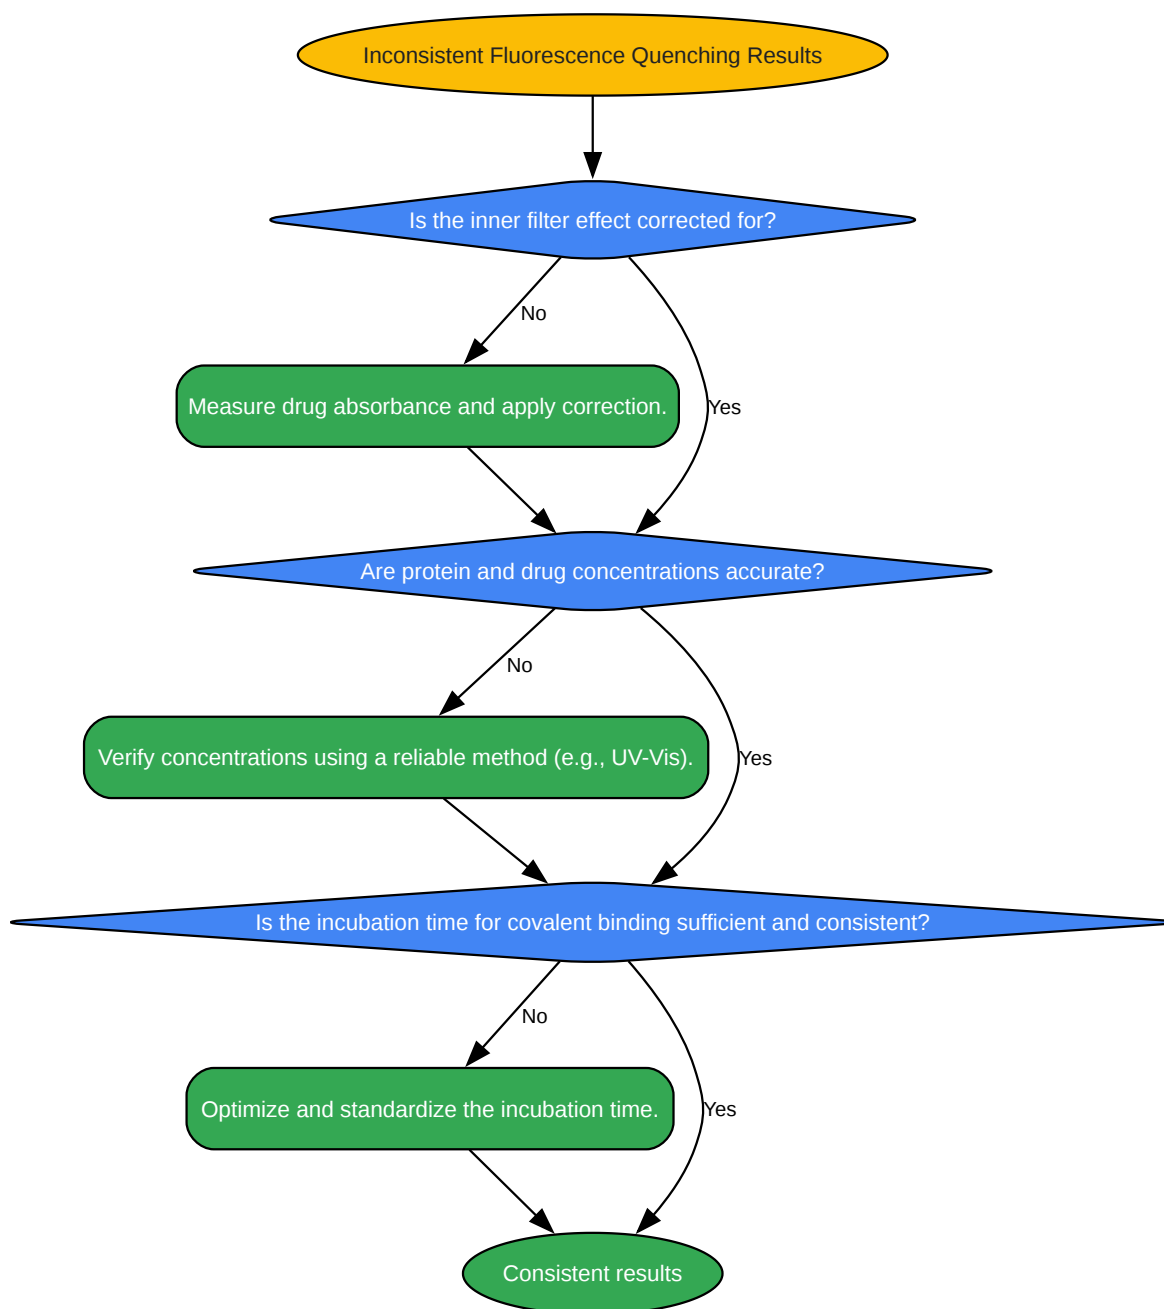 Inconsistent Fluorescence Quenching Results
Is the inner filter effect corrected for?
No
Measure drug absorbance and apply correction.
Yes
Are protein and drug concentrations accurate?
No
Verify concentrations using a reliable method (e.g., UV-Vis).
Yes
Is the incubation time for covalent binding sufficient and consistent?
No
Optimize and standardize the incubation time.
Yes
Consistent results